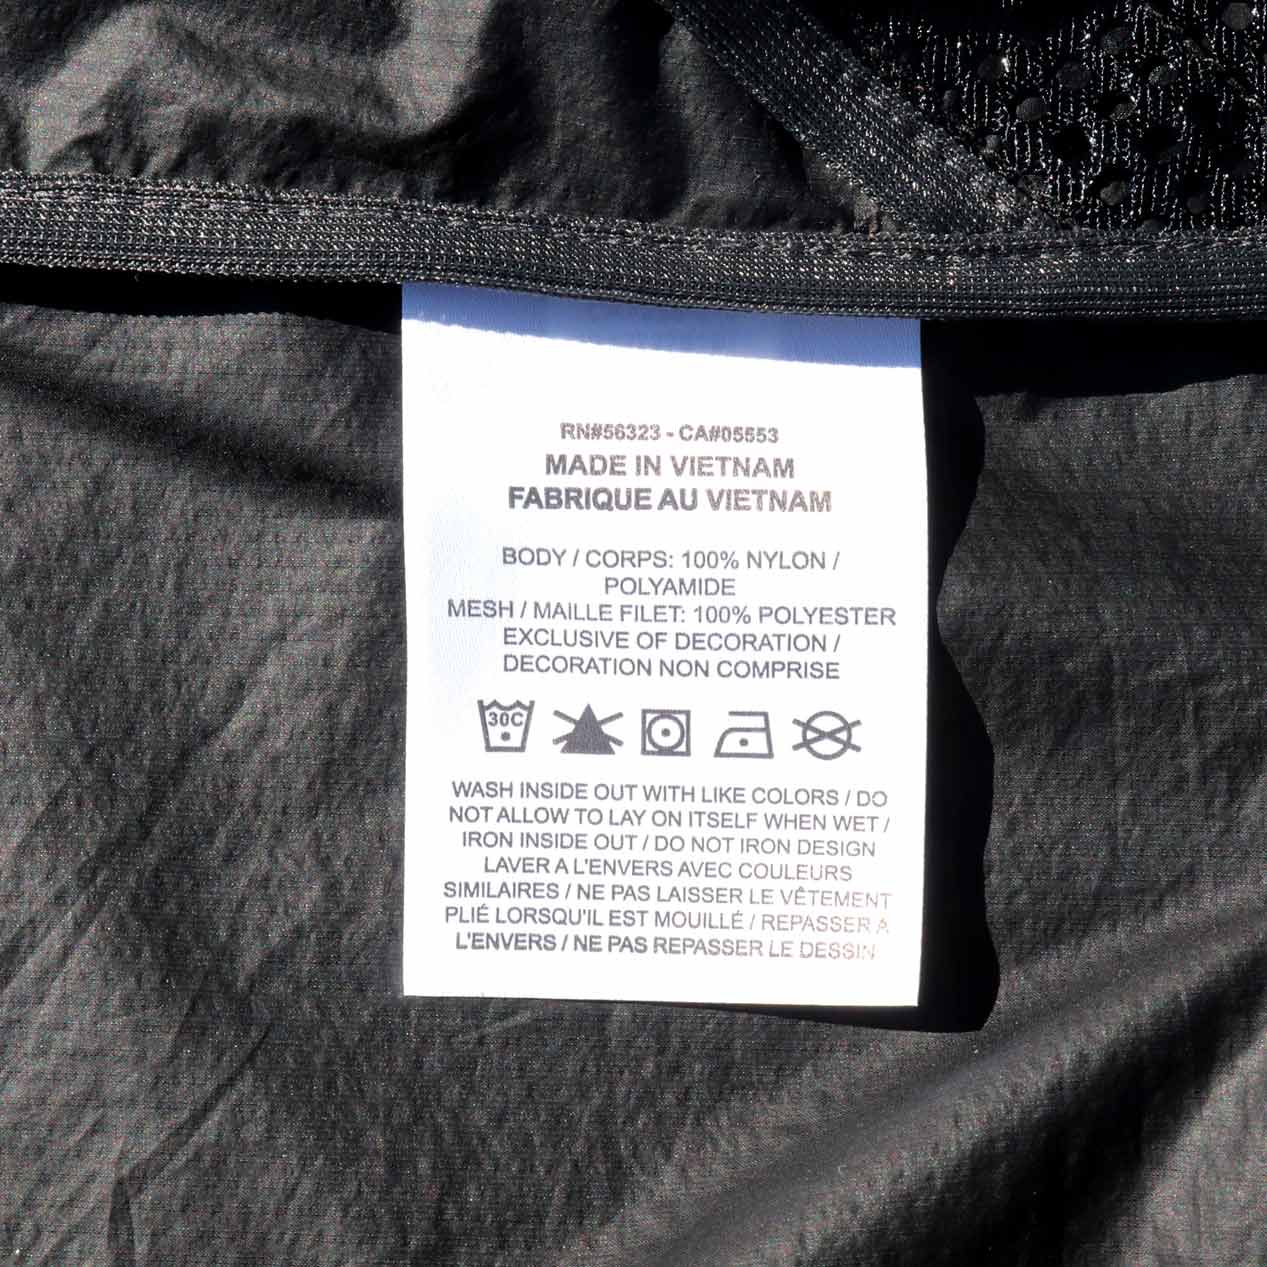 RN#56323 - CA#05553
MADE IN VIETNAM
FABRIQUE AU VIETNAM
BODY / CORPS: 100% NYLON /
POLYAMIDE
MESH / MAILLE FILET: 100% POLYESTER
EXCLUSIVE OF DECORATION /
DECORATION NON COMPRISE
30C
WASH INSIDE OUT WITH LIKE COLORS / DO
NOT ALLOW TO LAY ON ITSELF WHEN WET /
IRON INSIDE OUT / DO NOT IRON DESIGN
LAVER A L'ENVERS AVEC COULEURS
SIMILAIRES / NE PAS LAISSER LE VÊTEMENT
PLIÉ LORSQU'IL EST MOUILLÉ / REPASSER A
L'ENVERS / NE PAS REPASSER LE DESSIN